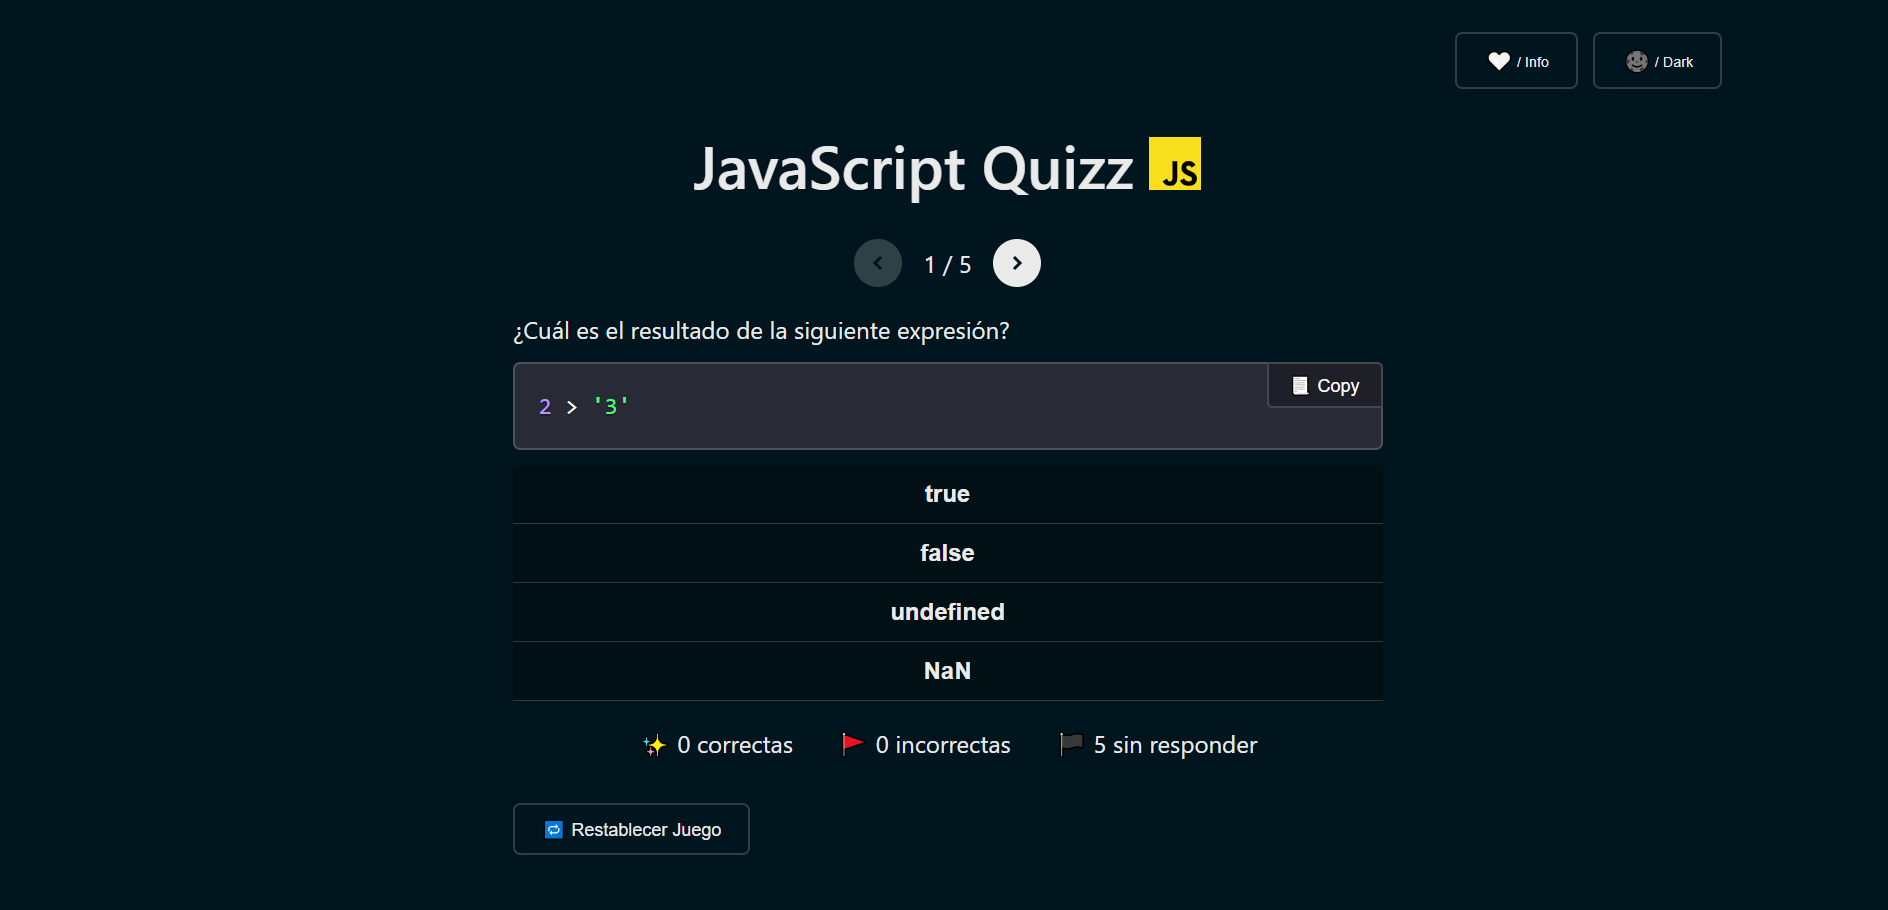 / Info
/ Dark
JavaScript Quizz JS
1 / 5
¿Cuál es el resultado de la siguiente expresión?
Copy
2 > '3'
true
false
undefined
NaN
0 correctas 0 incorrectas 5 sin responder
Restablecer Juego